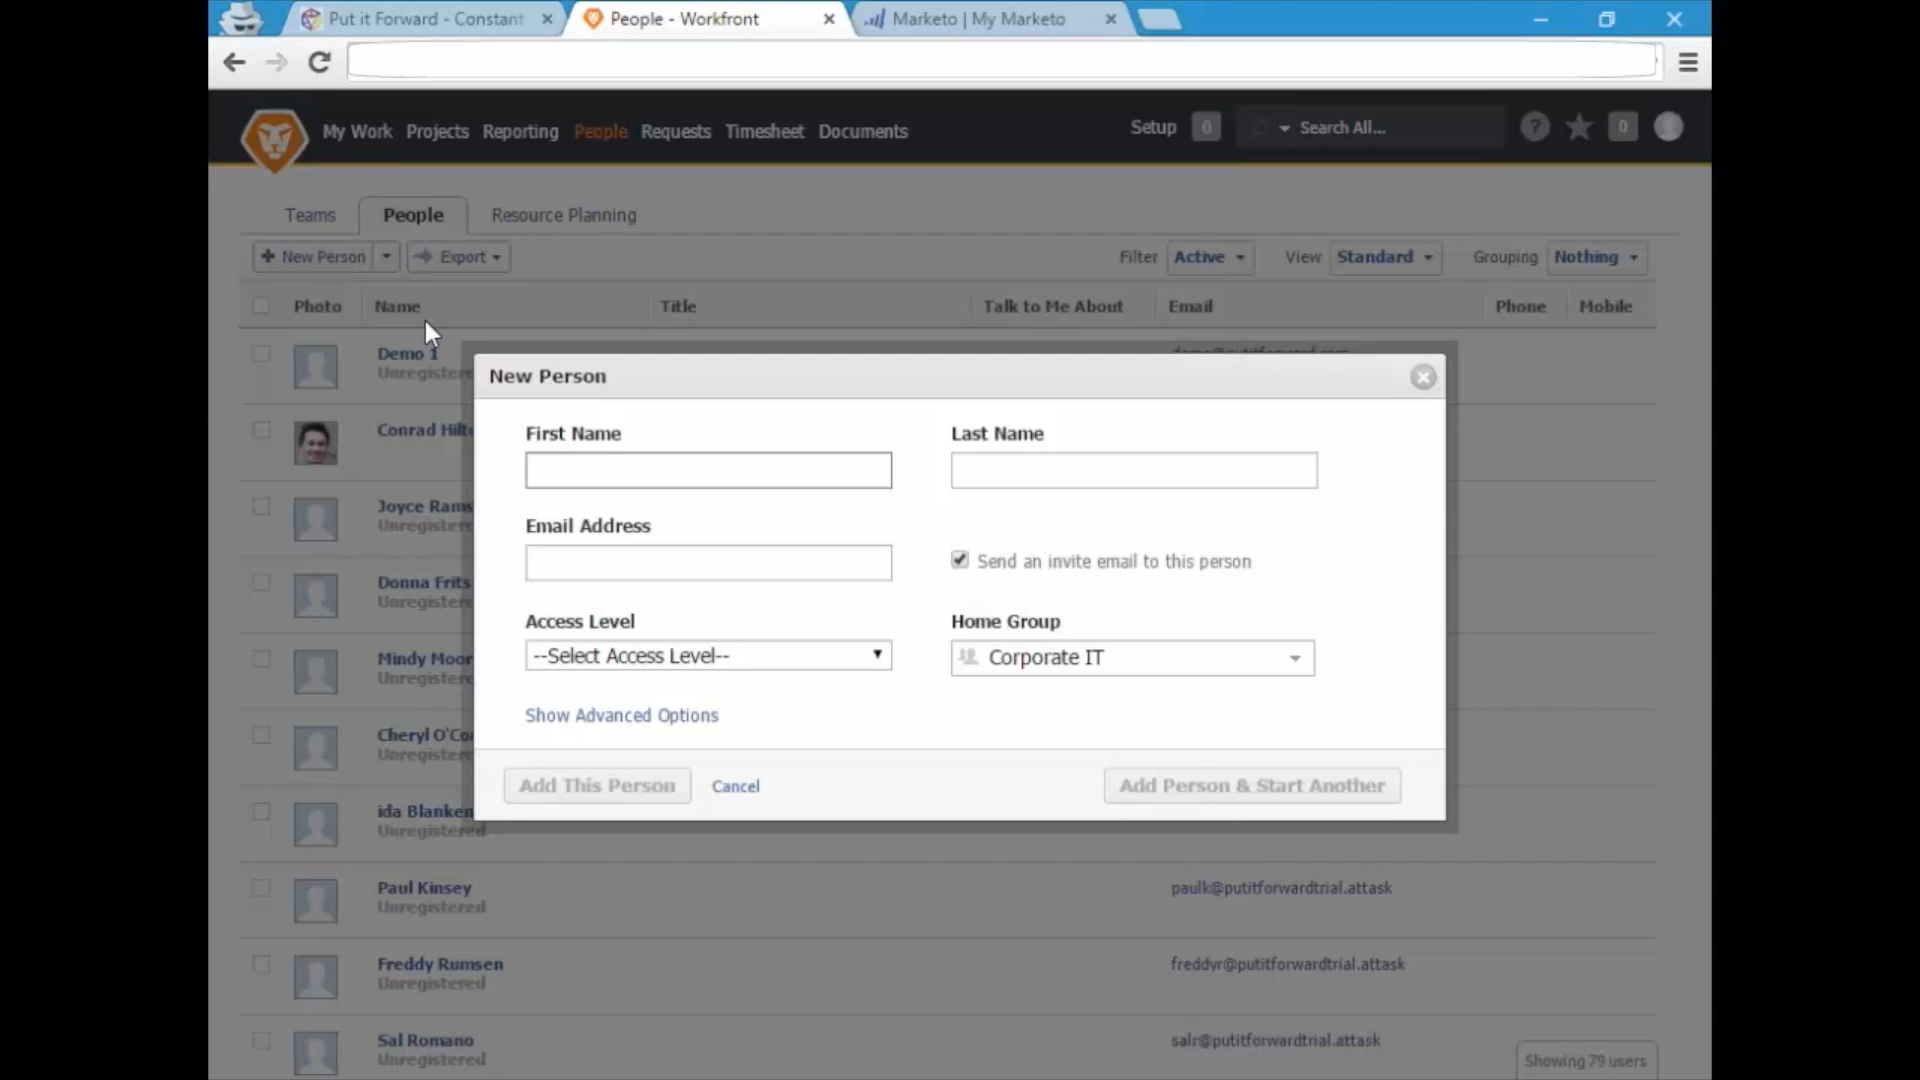 Put it Forward - Constant
People - Workfront
Marketo | My Marketo
My Work Projects Reporting People Requests Timesheet Documents
Setup 0 Search All... ? 0
Teams People Resource Planning
New Person Export Filter Active View Standard Grouping Nothing
Photo Name Title Talk to Me About Email Phone Mobile
Demo 1
Unregistere
New Person
First Name Last Name
Conrad Hilt
Joyce Rams
Unregistere
Email Address
Send an invite email to this person
Donna Frits
Unregistere
Access Level Home Group
--Select Access Level-- Corporate IT
Mindy Moor
Unregistere
Show Advanced Options
Cheryl O'Co
Unregistere
Add This Person Cancel Add Person & Start Another
ida Blanken
Unregistered
Paul Kinsey paulk@putitforwardtrial.attask
Unregistered
Freddy Rumsen freddyr@putitforwardtrial.attask
Unregistered
Sal Romano salr@putitforwardtrial.attask
Unregistered
Showing 79 users